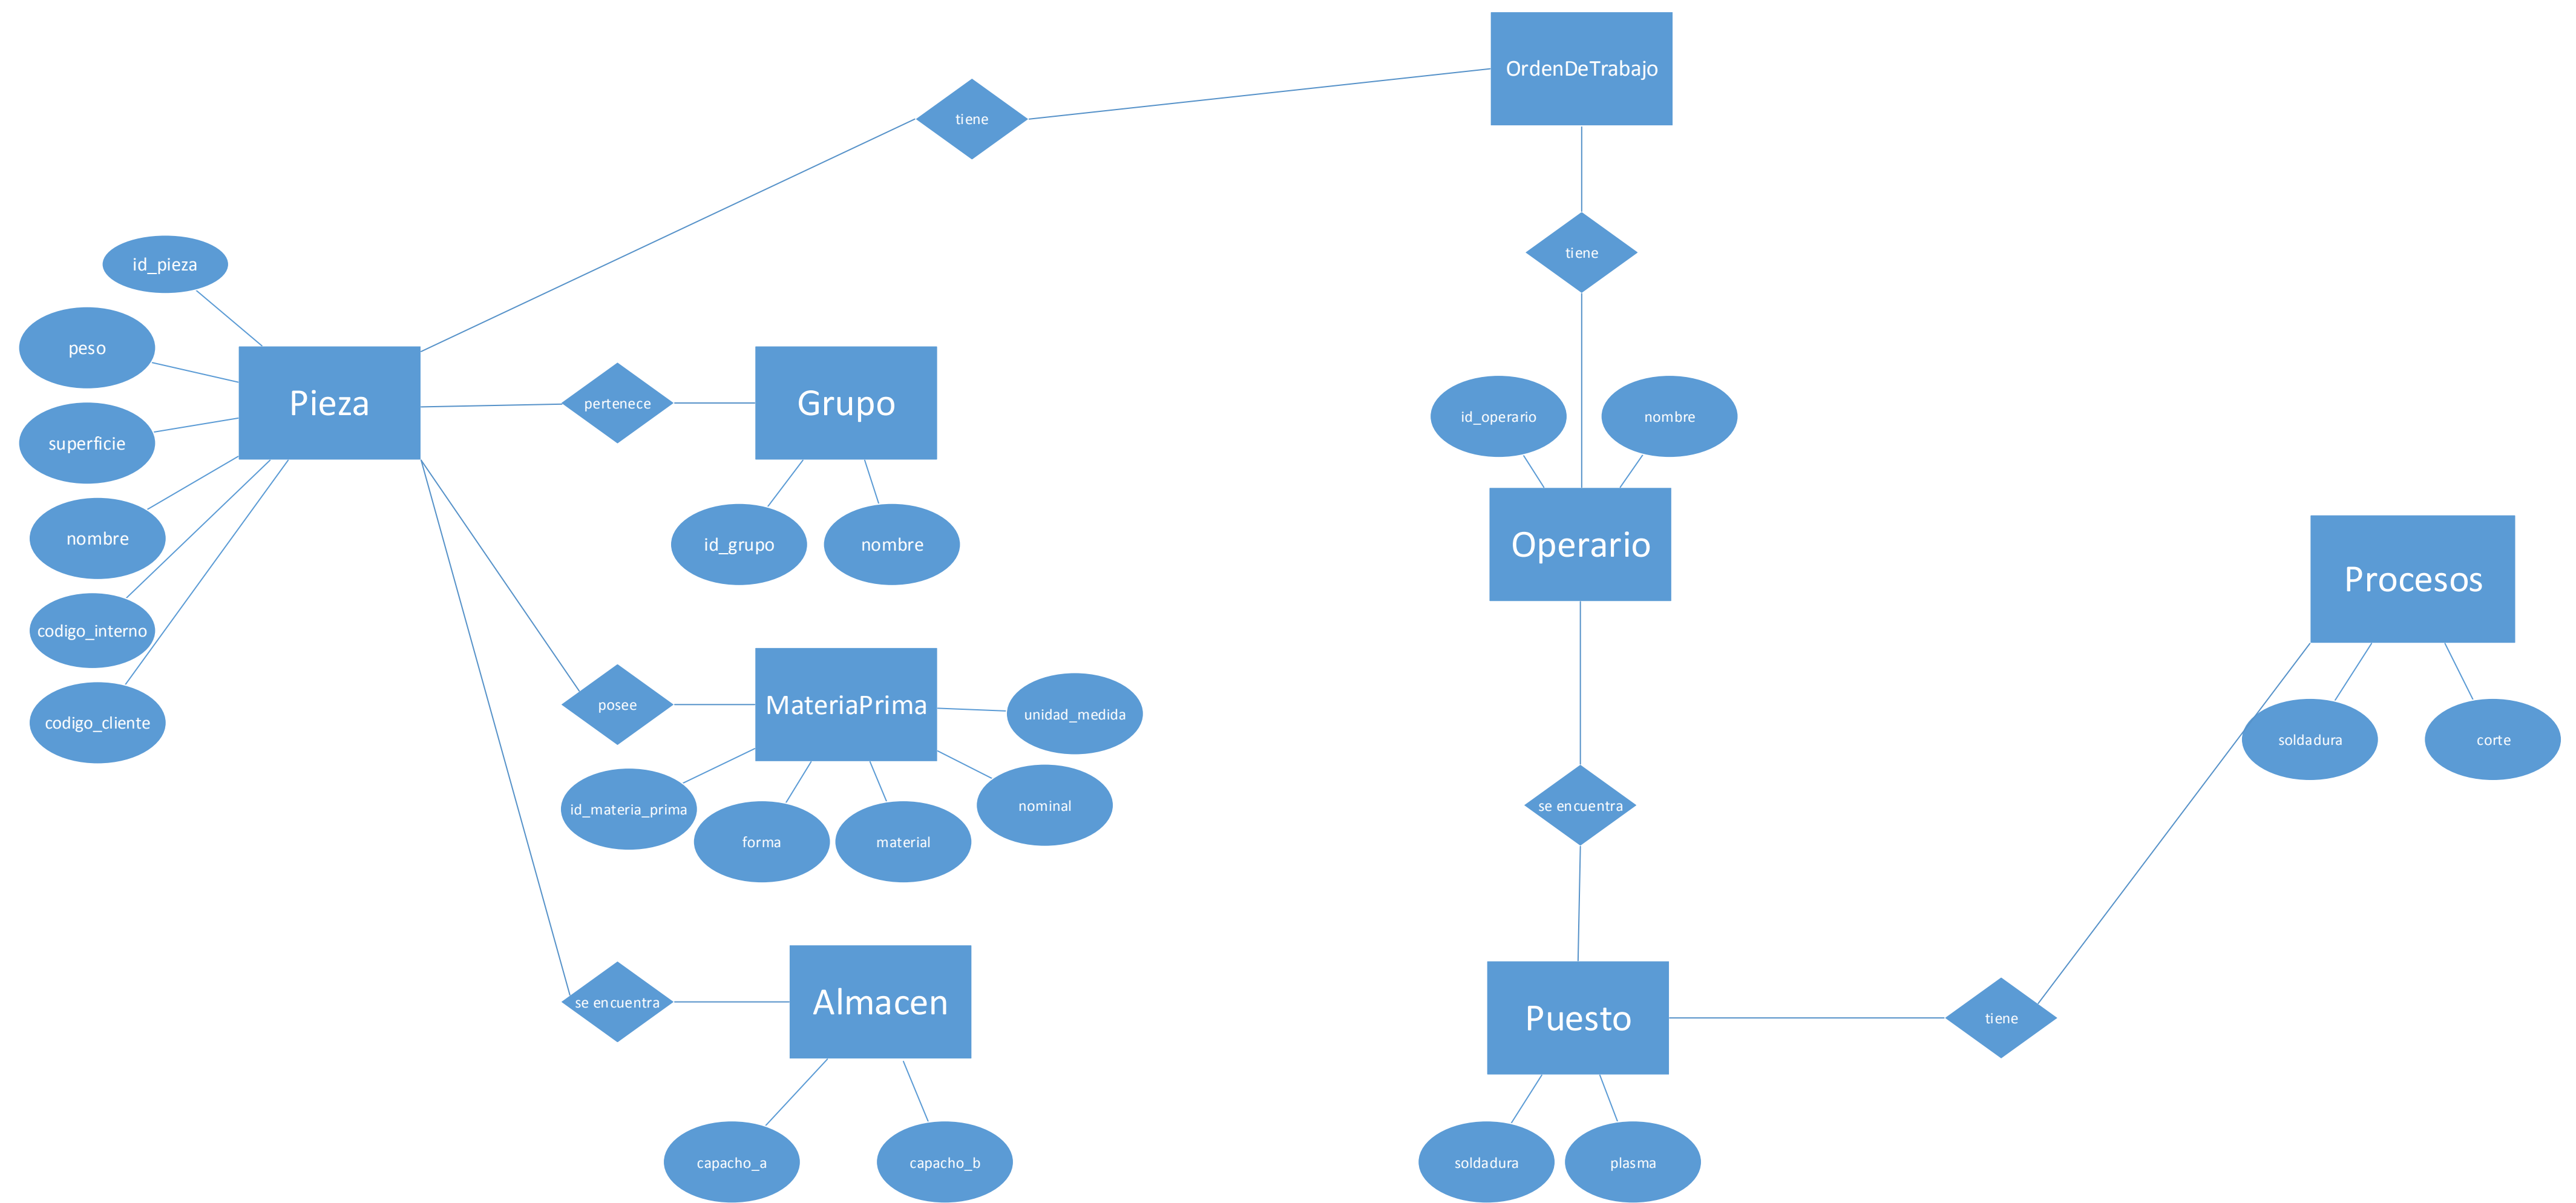 OrdenDeTrabajo
tiene
tiene
id_pieza
peso
Pieza
pertenece
Grupo
superficie
nombre
codigo_interno
codigo_cliente
id_grupo
nombre
id_operario
nombre
Operario
Procesos
posee
MateriaPrima
unidad_medida
id_materia_prima
forma
material
nominal
soldadura
corte
se encuentra
se encuentra
Almacen
Puesto
tiene
capacho_a
capacho_b
soldadura
plasma